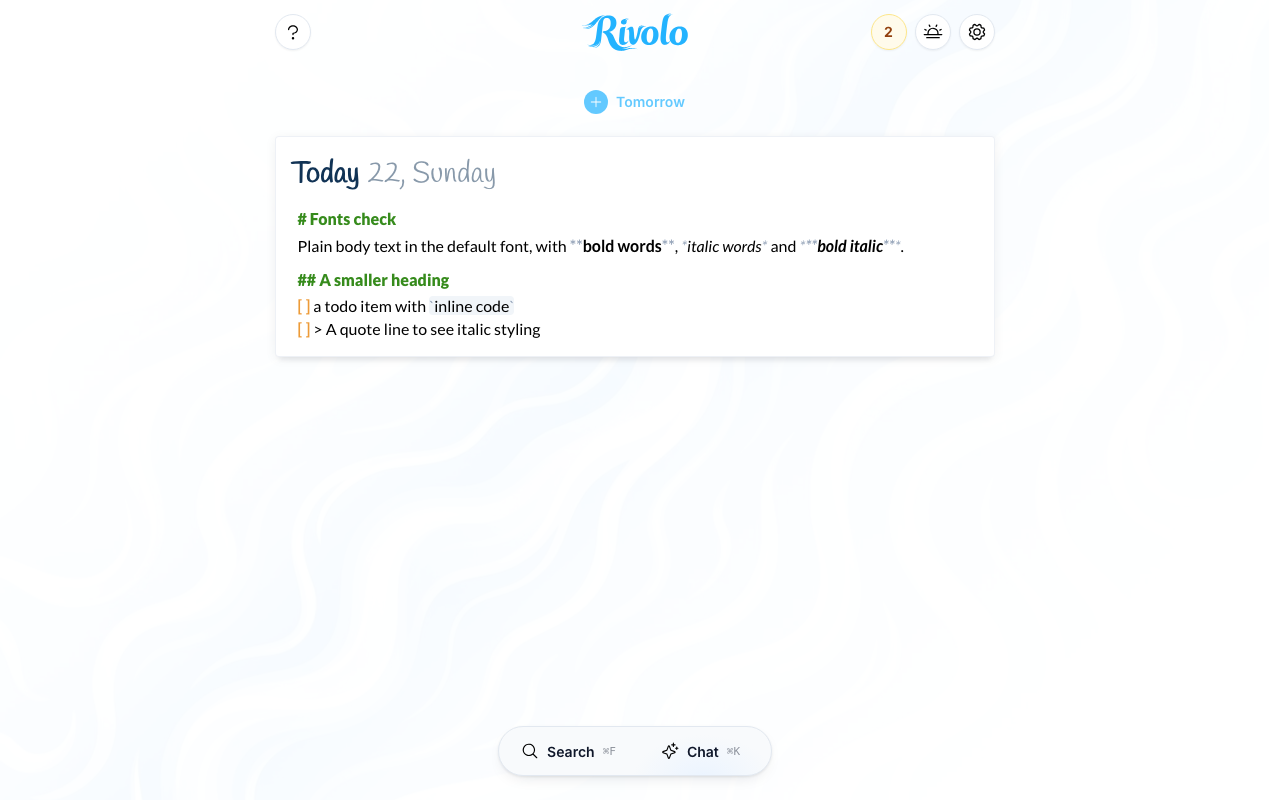 ?
Rivolo
2
Tomorrow
Today 22, Sunday
# Fonts check
Plain body text in the default font, with **bold words**, *italic words* and ***bold italic***.
## A smaller heading
[ ] a todo item with `inline code`
[ ] > A quote line to see italic styling
Search ⌘F Chat ⌘K